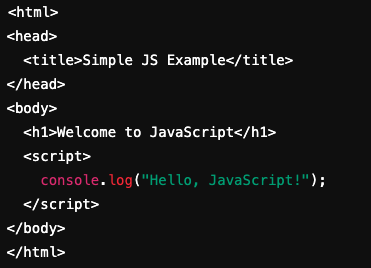 <html>
<head>
  <title>Simple JS Example</title>
</head>
<body>
  <h1>Welcome to JavaScript</h1>
  <script>
    console.log("Hello, JavaScript!");
  </script>
</body>
</html>